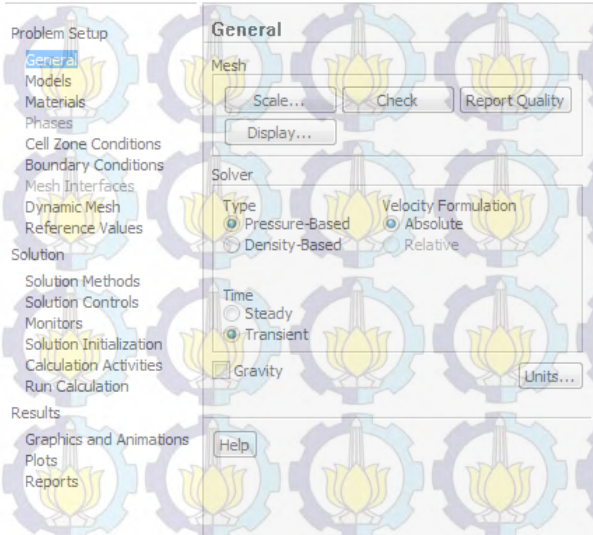 Problem Setup
General
Models
Materials
Phases
Cell Zone Conditions
Boundary Conditions
Mesh Interfaces
Dynamic Mesh
Reference Values
Solution
Solution Methods
Solution Controls
Monitors
Solution Initialization
Calculation Activities
Run Calculation
Results
Graphics and Animations
Plots
Reports
General
Mesh
Scale... Check Report Quality
Display...
Solver
Type Velocity Formulation
Pressure-Based Absolute
Density-Based Relative
Time
Steady
Transient
Gravity Units...
Help